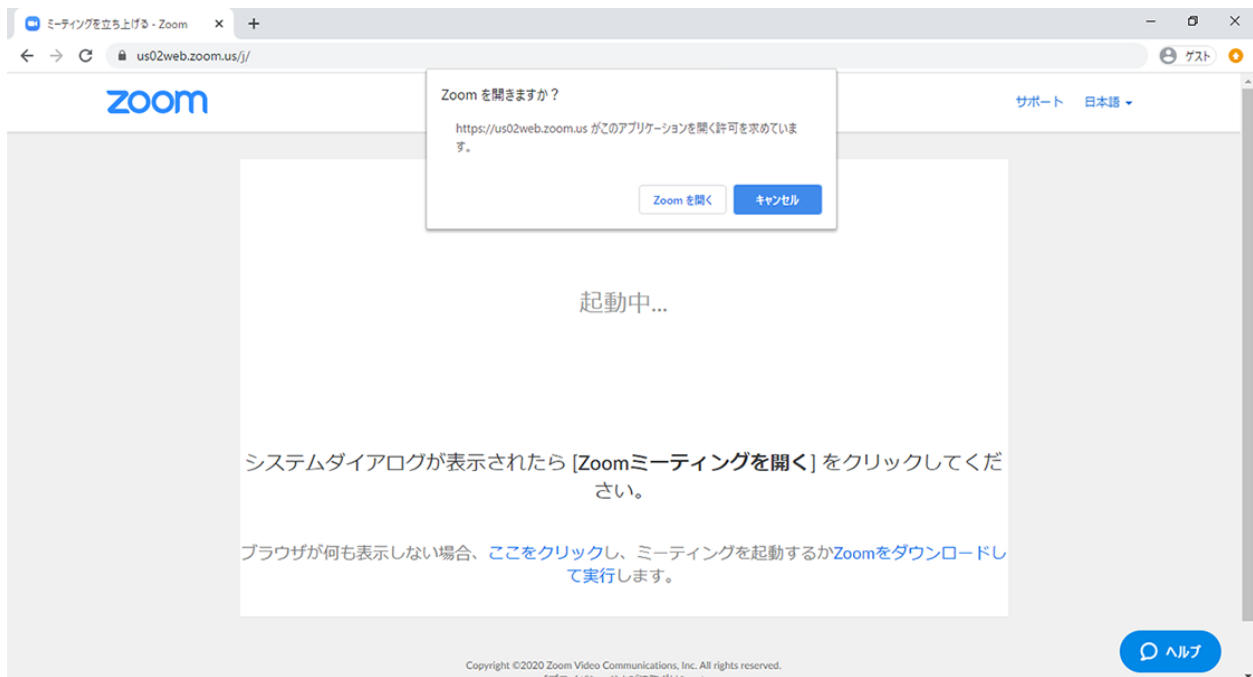 ミーティングを立ち上げる - Zoom
us02web.zoom.us/j/
ゲスト
zoom
サポート 日本語
Zoom を開きますか？
https://us02web.zoom.us がこのアプリケーションを開く許可を求めていま
す。
Zoom を開く キャンセル
起動中...
システムダイアログが表示されたら [Zoomミーティングを開く] をクリックしてくだ
さい。
ブラウザが何も表示しない場合、ここをクリックし、ミーティングを起動するかZoomをダウンロードし
て実行します。
ヘルプ
Copyright ©2020 Zoom Video Communications, Inc. All rights reserved.